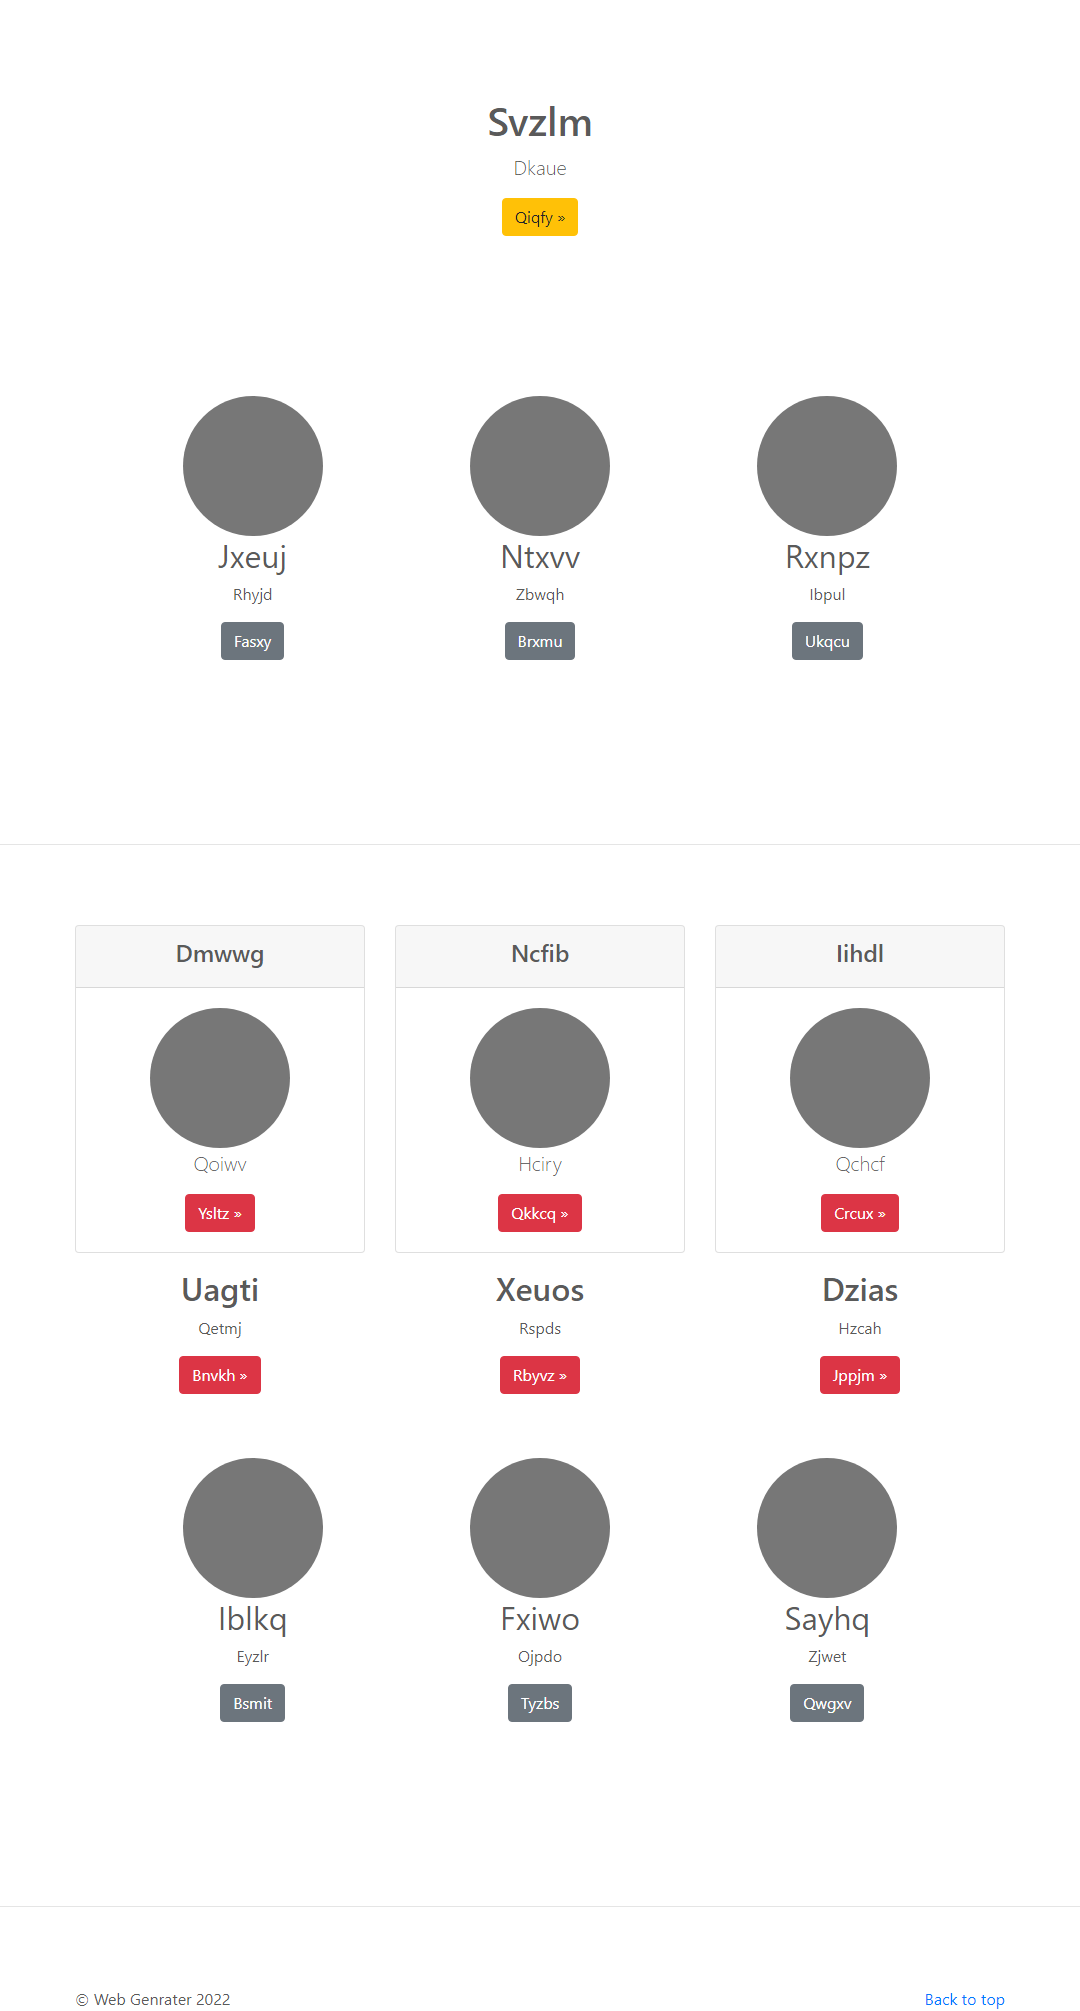 Svzlm
Dkaue
Qiqfy »
Jxeuj
Rhyjd
Fasxy
Ntxvv
Zbwqh
Brxmu
Rxnpz
Ibpul
Ukqcu
Dmwwg
Qoiwv
Ysltz »
Ncfib
Hciry
Qkkcq »
Iihdl
Qchcf
Crcux »
Uagti
Qetmj
Bnvkh »
Xeuos
Rspds
Rbyvz »
Dzias
Hzcah
Jppjm »
Iblkq
Eyzlr
Bsmit
Fxiwo
Ojpdo
Tyzbs
Sayhq
Zjwet
Qwgxv
© Web Genrater 2022
Back to top